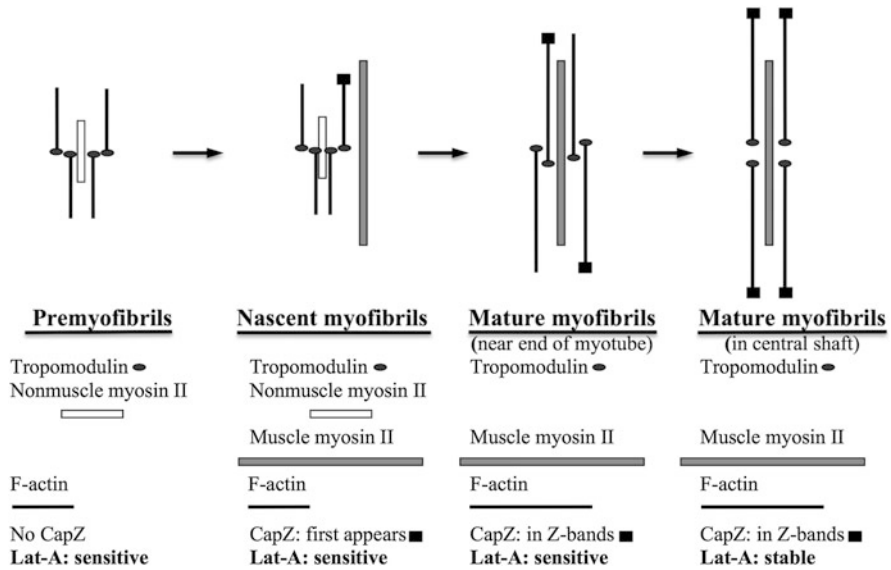 Premyofibrils
Tropomodulin
Nonmuscle myosin II
F-actin
No CapZ
Lat-A: sensitive
Nascent myofibrils
Tropomodulin
Nonmuscle myosin II
Muscle myosin II
F-actin
CapZ: first appears
Lat-A: sensitive
Mature myofibrils
(near end of myotube)
Tropomodulin
Muscle myosin II
F-actin
CapZ: in Z-bands
Lat-A: sensitive
Mature myofibrils
(in central shaft)
Tropomodulin
Muscle myosin II
F-actin
CapZ: in Z-bands
Lat-A: stable